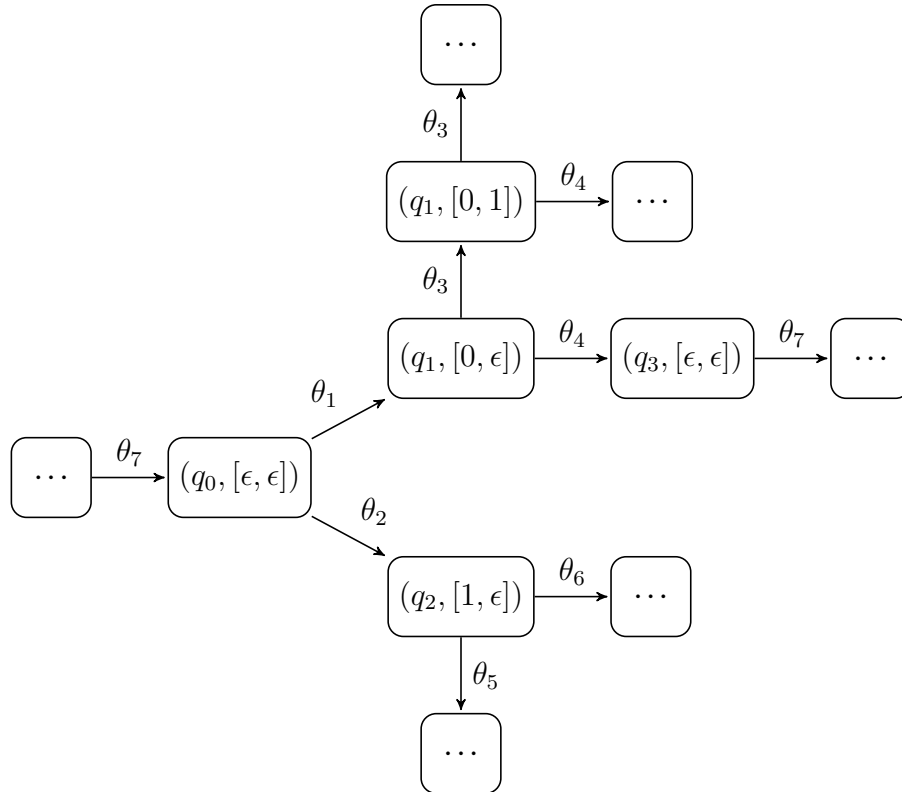 ···
θ₃
(q₁, [0, 1])
θ₄
···
θ₃
(q₁, [0, ϵ])
θ₄
(q₃, [ϵ, ϵ])
θ₇
···
θ₁
···
θ₇
(q₀, [ϵ, ϵ])
θ₂
(q₂, [1, ϵ])
θ₆
···
θ₅
···